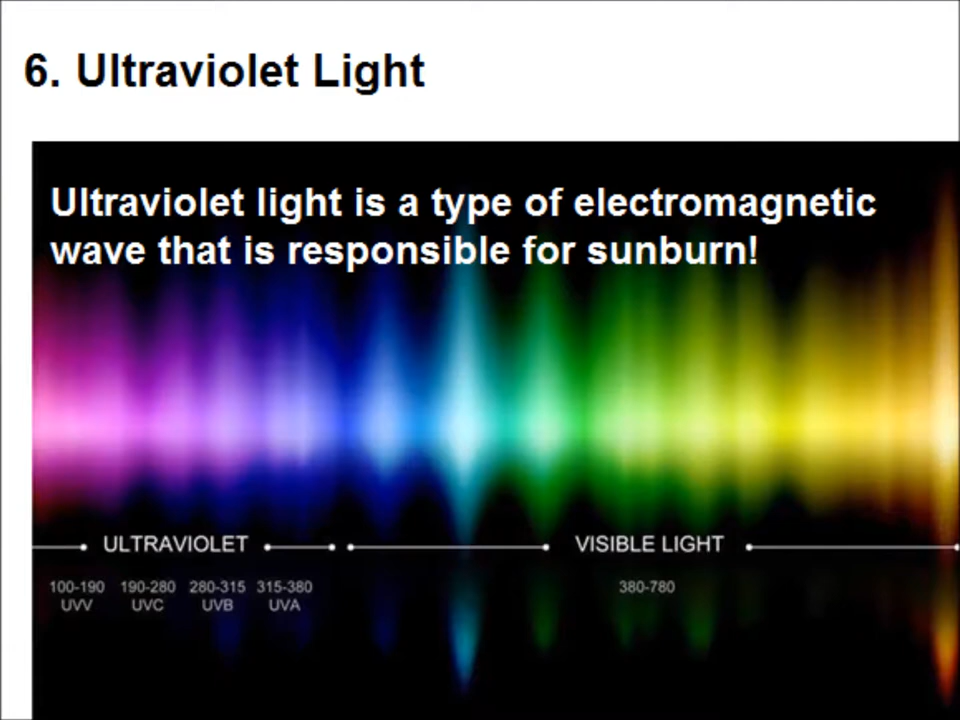 6. Ultraviolet Light
Ultraviolet light is a type of electromagnetic
wave that is responsible for sunburn!
ULTRAVIOLET VISIBLE LIGHT
100-190 190-280 280-315 315-380 380-780
UVV UVC UVB UVA